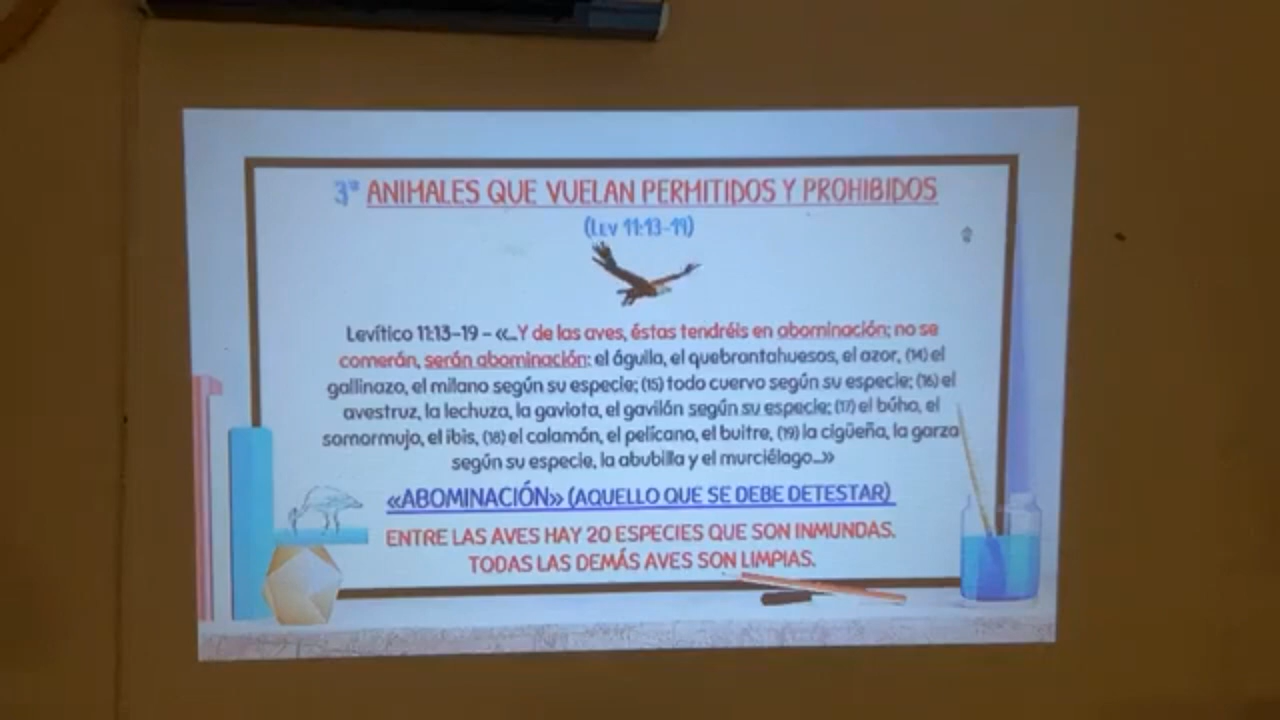 3º ANIMALES QUE VUELAN PERMITIDOS Y PROHIBIDOS
(LEV 11:13-19)
Levítico 11:13-19 - «...Y de las aves, éstas tendréis en abominación; no se
comerán, serán abominación: el águila, el quebrantahuesos, el azor, (14) el
gallinazo, el milano según su especie; (15) todo cuervo según su especie; (16) el
avestruz, la lechuza, la gaviota, el gavilán según su especie; (17) el búho, el
somormujo, el ibis, (18) el calamón, el pelícano, el buitre, (19) la cigüeña, la garza
según su especie, la abubilla y el murciélago...»
«ABOMINACIÓN» (AQUELLO QUE SE DEBE DETESTAR)
ENTRE LAS AVES HAY 20 ESPECIES QUE SON INMUNDAS.
TODAS LAS DEMÁS AVES SON LIMPIAS.